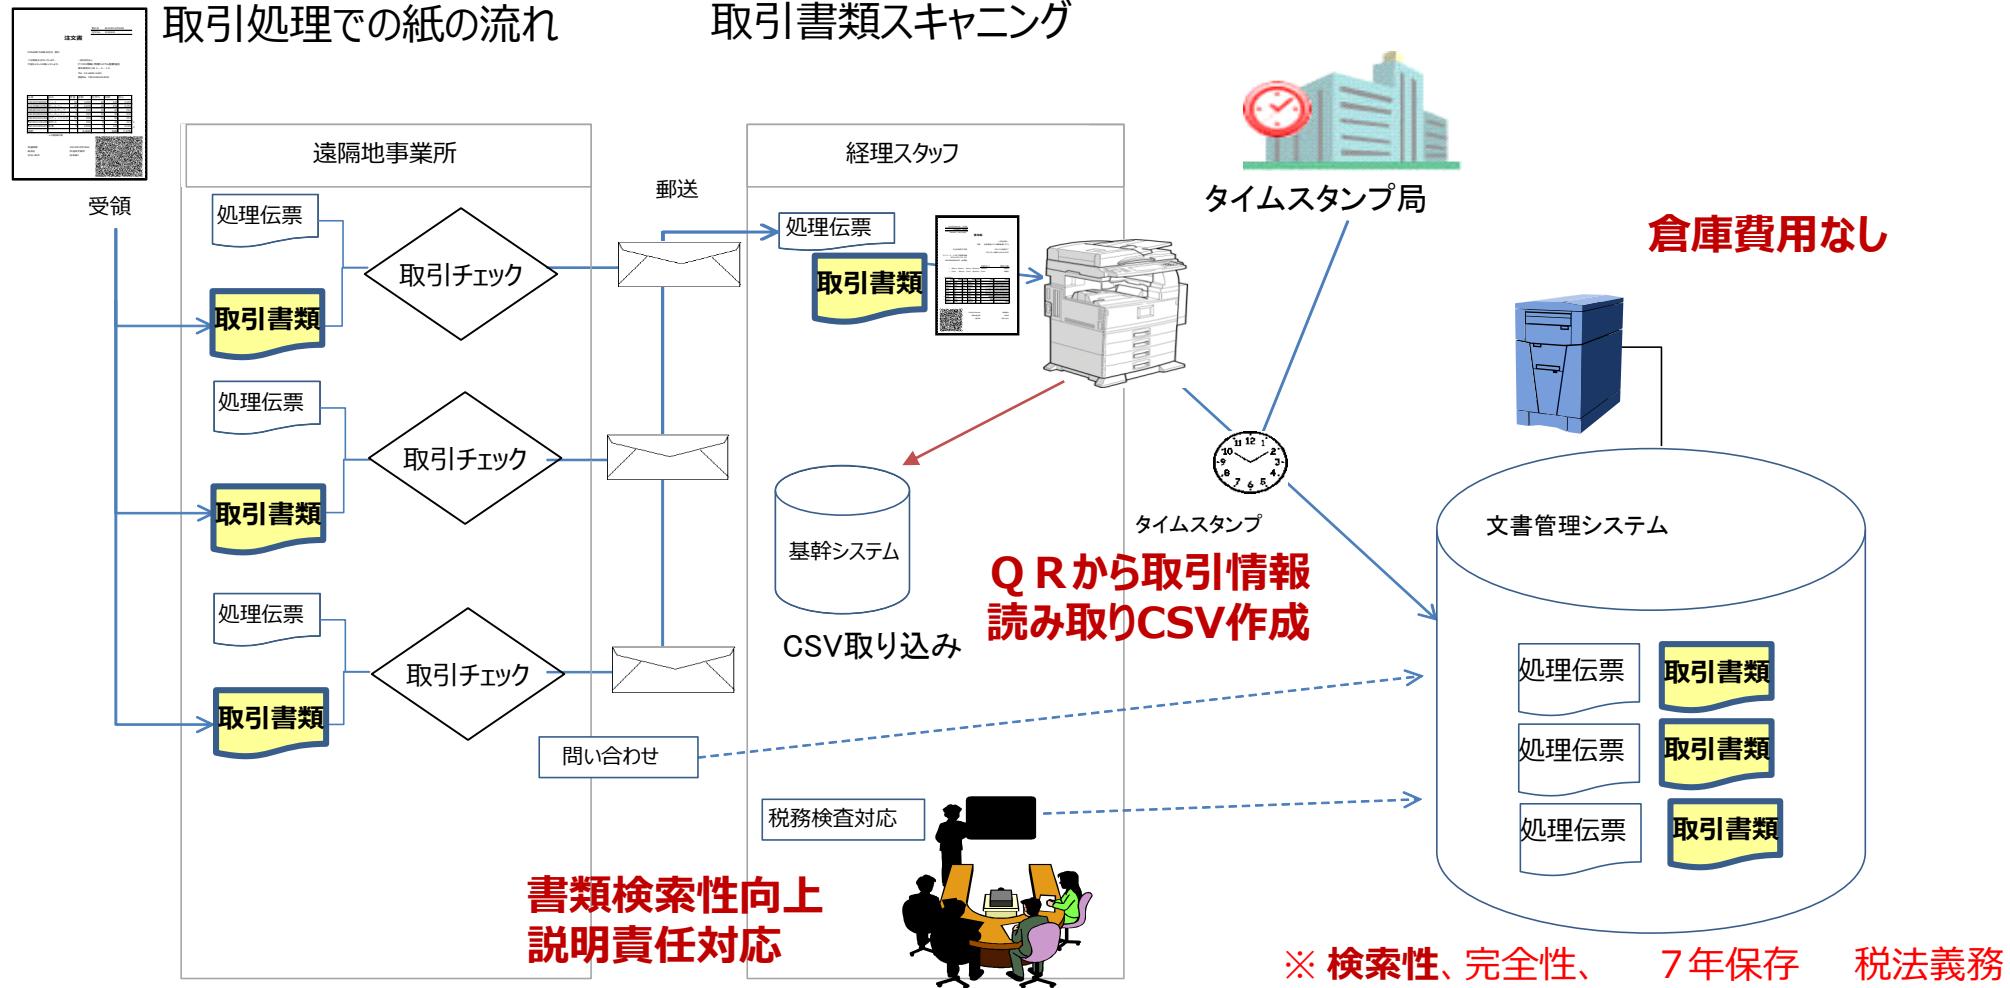 取引処理での紙の流れ
取引書類スキャニング
注文書
遠隔地事業所
経理スタッフ
郵送
受領
タイムスタンプ局
倉庫費用なし
処理伝票
取引書類
取引チェック
処理伝票
取引書類
処理伝票
取引書類
取引チェック
処理伝票
取引書類
取引チェック
基幹システム
CSV取り込み
タイムスタンプ
QRから取引情報
読み取りCSV作成
文書管理システム
処理伝票
取引書類
処理伝票
取引書類
処理伝票
取引書類
問い合わせ
税務検査対応
書類検索性向上
説明責任対応
※ 検索性、完全性、 7年保存 税法義務